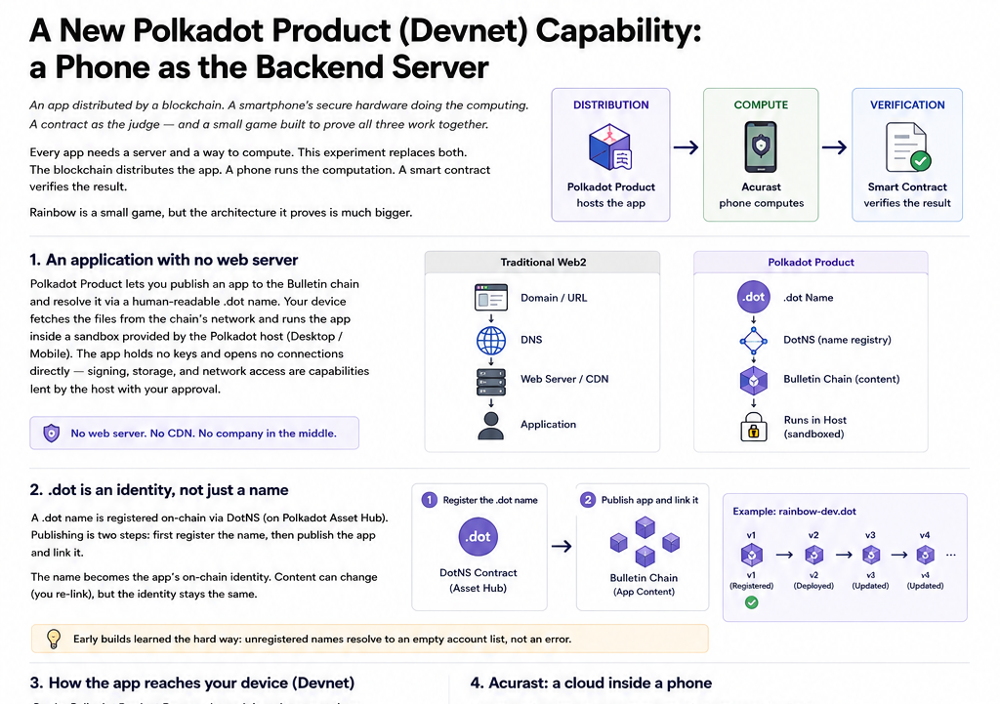 A New Polkadot Product (Devnet) Capability:
a Phone as the Backend Server
An app distributed by a blockchain. A smartphone's secure hardware doing the computing.
A contract as the judge — and a small game built to prove all three work together.
Every app needs a server and a way to compute. This experiment replaces both.
The blockchain distributes the app. A phone runs the computation. A smart contract
verifies the result.
Rainbow is a small game, but the architecture it proves is much bigger.
DISTRIBUTION
Polkadot Product
hosts the app
COMPUTE
Acurast
phone computes
VERIFICATION
Smart Contract
verifies the result
1. An application with no web server
Polkadot Product lets you publish an app to the Bulletin chain
and resolve it via a human-readable .dot name. Your device
fetches the files from the chain's network and runs the app
inside a sandbox provided by the Polkadot host (Desktop /
Mobile). The app holds no keys and opens no connections
directly — signing, storage, and network access are capabilities
lent by the host with your approval.
No web server. No CDN. No company in the middle.
Traditional Web2
Domain / URL
DNS
Web Server / CDN
Application
Polkadot Product
.dot
.dot Name
DotNS (name registry)
Bulletin Chain (content)
Runs in Host
(sandboxed)
2. .dot is an identity, not just a name
A .dot name is registered on-chain via DotNS (on Polkadot Asset Hub).
Publishing is two steps: first register the name, then publish the app
and link it.
The name becomes the app's on-chain identity. Content can change
(you re-link), but the identity stays the same.
1 Register the .dot name
.dot
DotNS Contract
(Asset Hub)
2 Publish app and link it
Bulletin Chain
(App Content)
Example: rainbow-dev.dot
v1 v2 v3 v4
...
v1 v2 v3 v4
(Registered) (Deployed) (Updated) (Updated)
Early builds learned the hard way: unregistered names resolve to an empty account list, not an error.
3. How the app reaches your device (Devnet)
4. Acurast: a cloud inside a phone